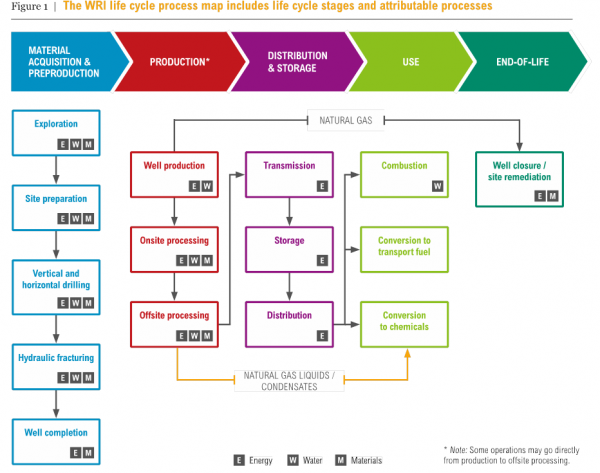 Figure 1 | The WRI life cycle process map includes life cycle stages and attributable processes
MATERIAL
ACQUISITION &
PREPRODUCTION
PRODUCTION*
DISTRIBUTION
& STORAGE
USE
END-OF-LIFE
NATURAL GAS
Exploration
E W M
Site preparation
E W M
Vertical and
horizontal drilling
E W M
Hydraulic fracturing
E W M
Well completion
E M
Well production
E W
Onsite processing
E W M
Offsite processing
E W M
Transmission
E
Storage
E
Distribution
E
Combustion
W
Conversion to
transport fuel
Conversion
to chemicals
Well closure /
site remediation
E M
NATURAL GAS LIQUIDS /
CONDENSATES
E Energy W Water M Materials
* Note: Some operations may go directly
from production to offsite processing.